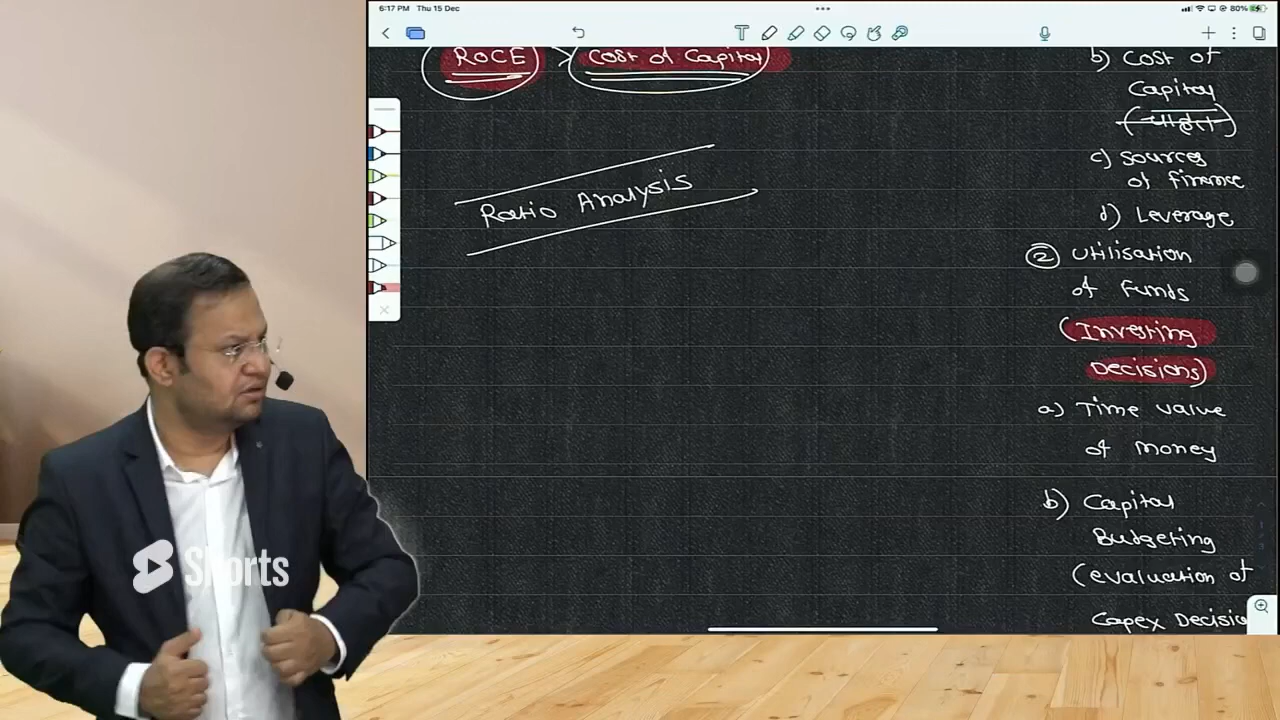 6:17 PM Thu 15 Dec
80%
ROCE > Cost of Capital
Ratio Analysis
b) Cost of
Capital
c) Sources
of finance
d) Leverage
② Utilisation
of Funds
(Investing
Decisions)
a) Time value
of money
b) Capital
Budgeting
(evaluation of
Capex Decisio
Shorts